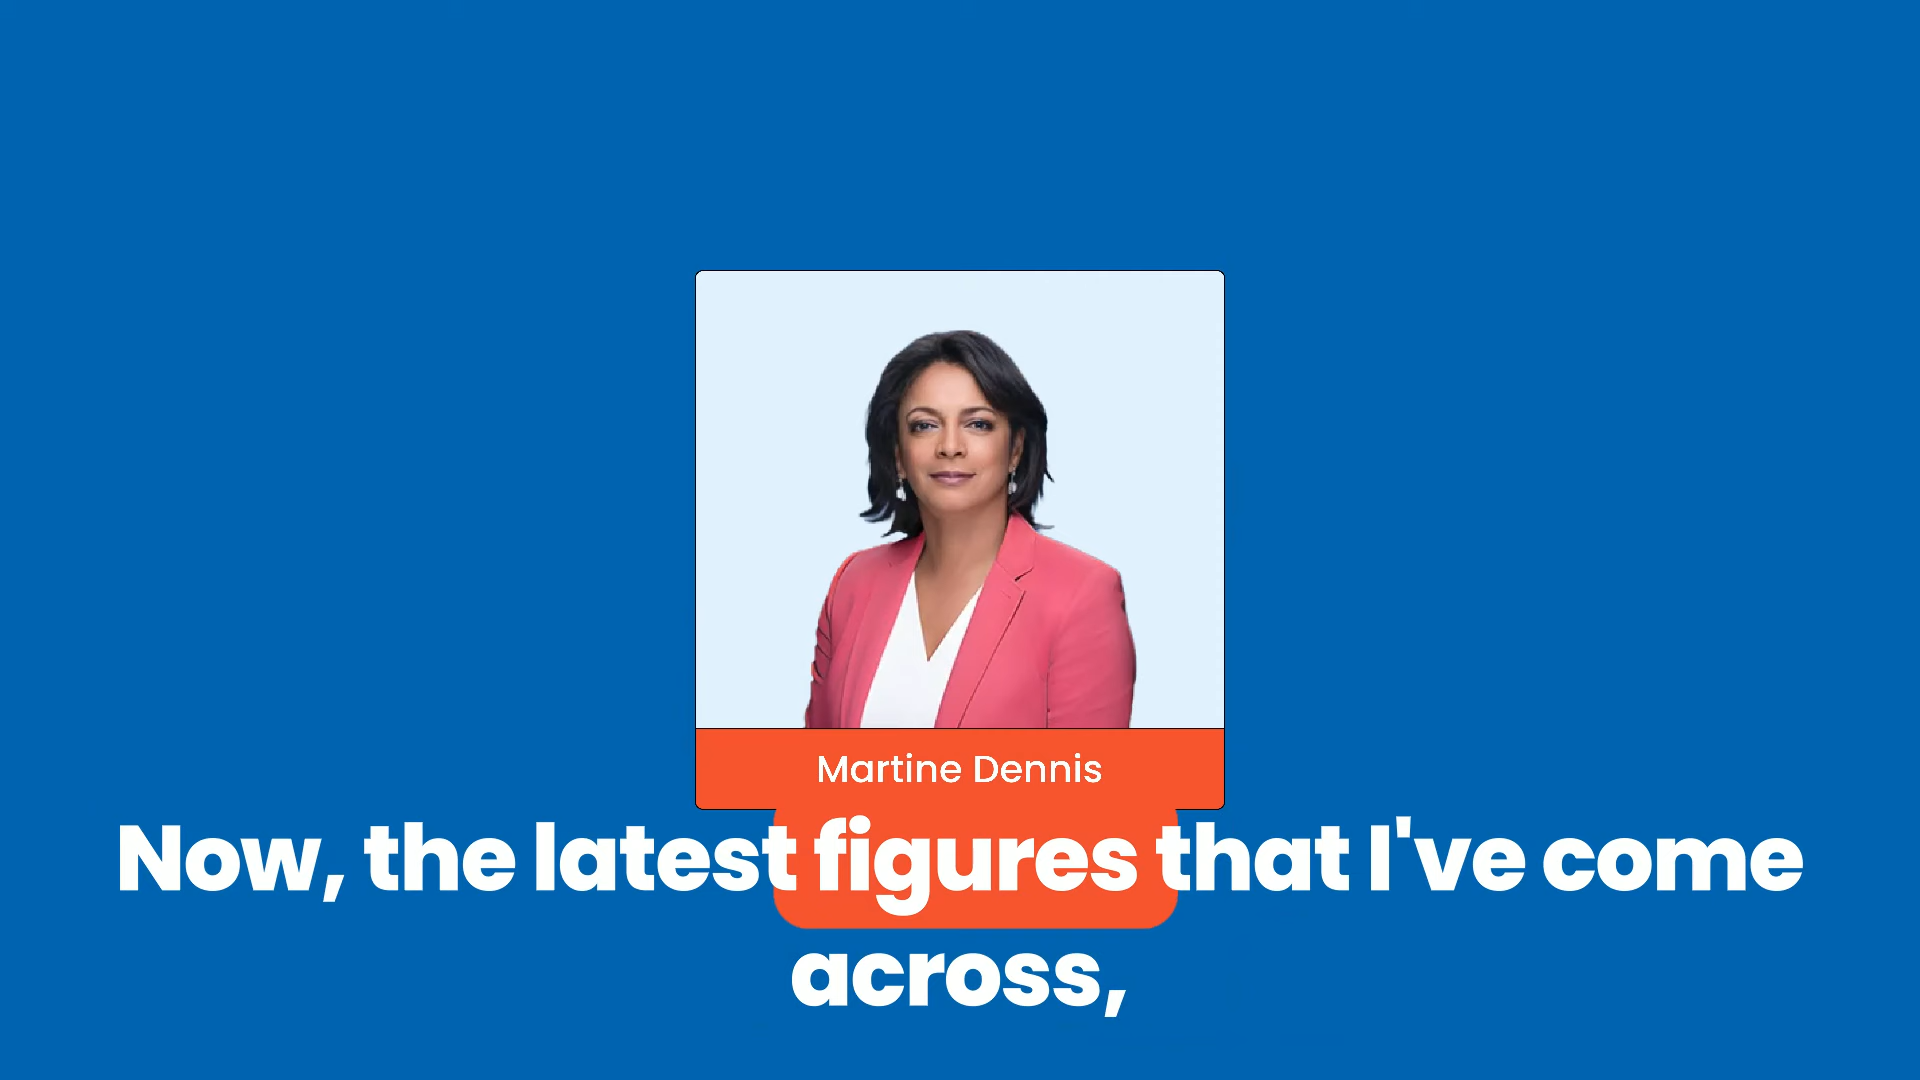 Martine Dennis
Now, the latest figures that I've come
across,